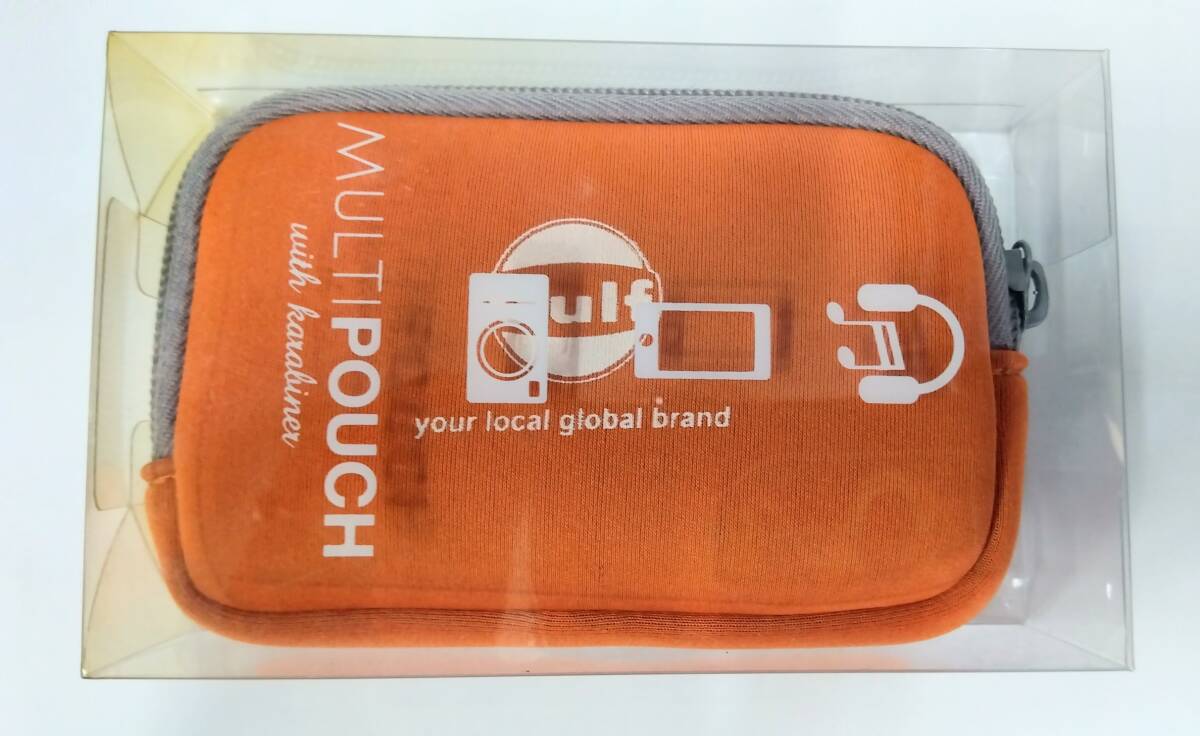 MULTIPOUCH
with karabiner
ulf
your local global brand